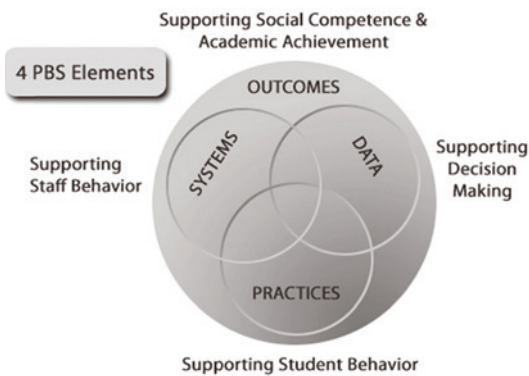 Supporting Social Competence &
Academic Achievement
4 PBS Elements
OUTCOMES
SYSTEMS
DATA
Supporting
Staff Behavior
Supporting
Decision
Making
PRACTICES
Supporting Student Behavior